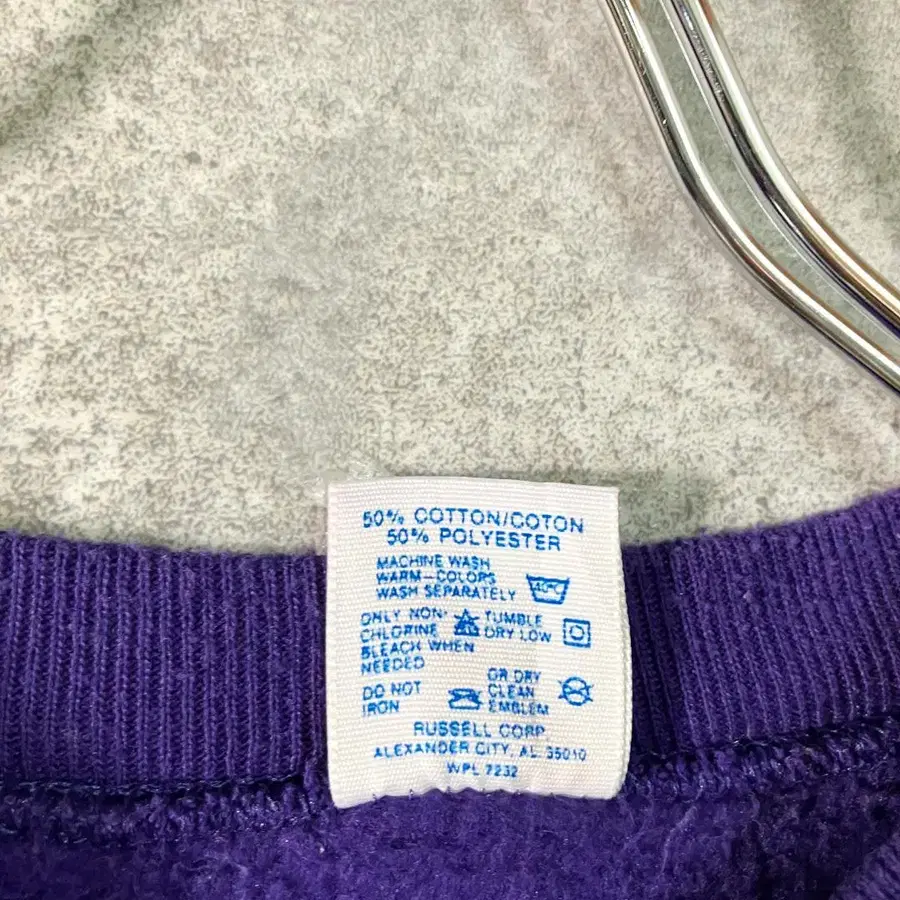 50% COTTON/COTON
50% POLYESTER
MACHINE WASH
WARM-COLORS
WASH SEPARATELY
40°C
ONLY NON-
CHLORINE
BLEACH WHEN
NEEDED
TUMBLE
DRY LOW
DO NOT
IRON
OR DRY
CLEAN
EMBLEM
RUSSELL CORP.
ALEXANDER CITY, AL. 35010
WPL 7232